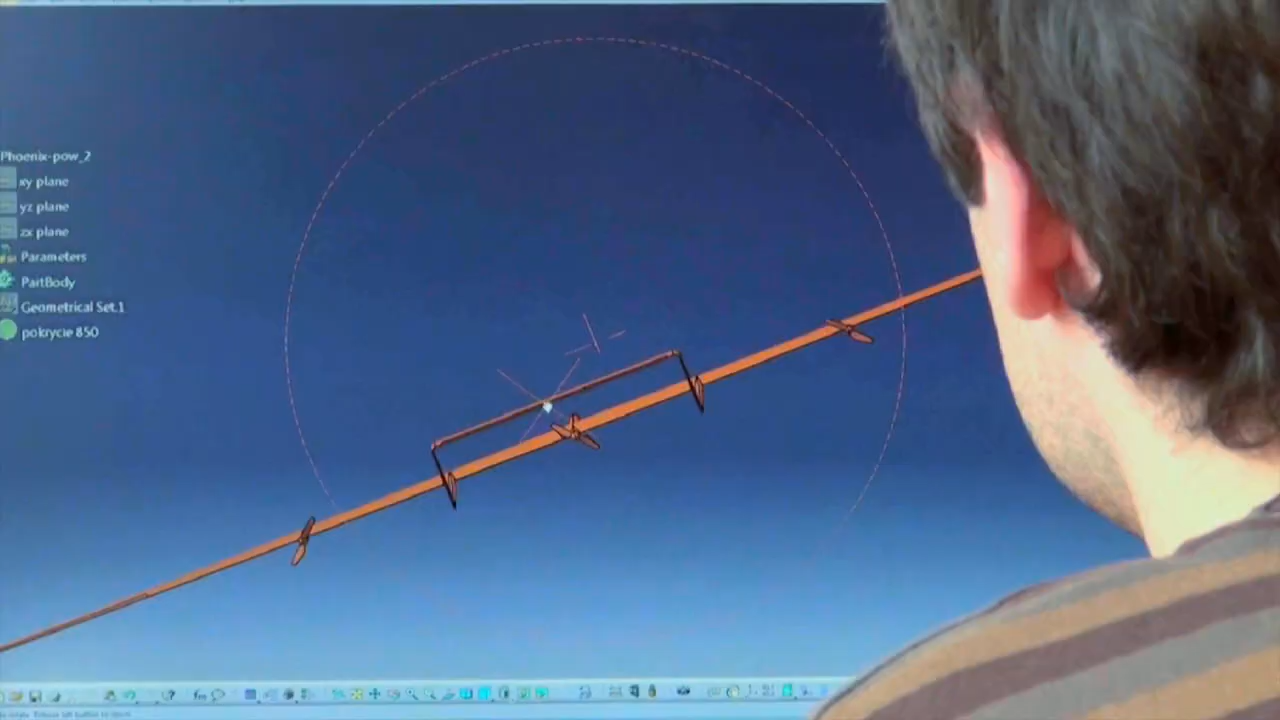 Phoenix-pow_2
xy plane
yz plane
zx plane
Parameters
PartBody
Geometrical Set.1
pokrycie 850